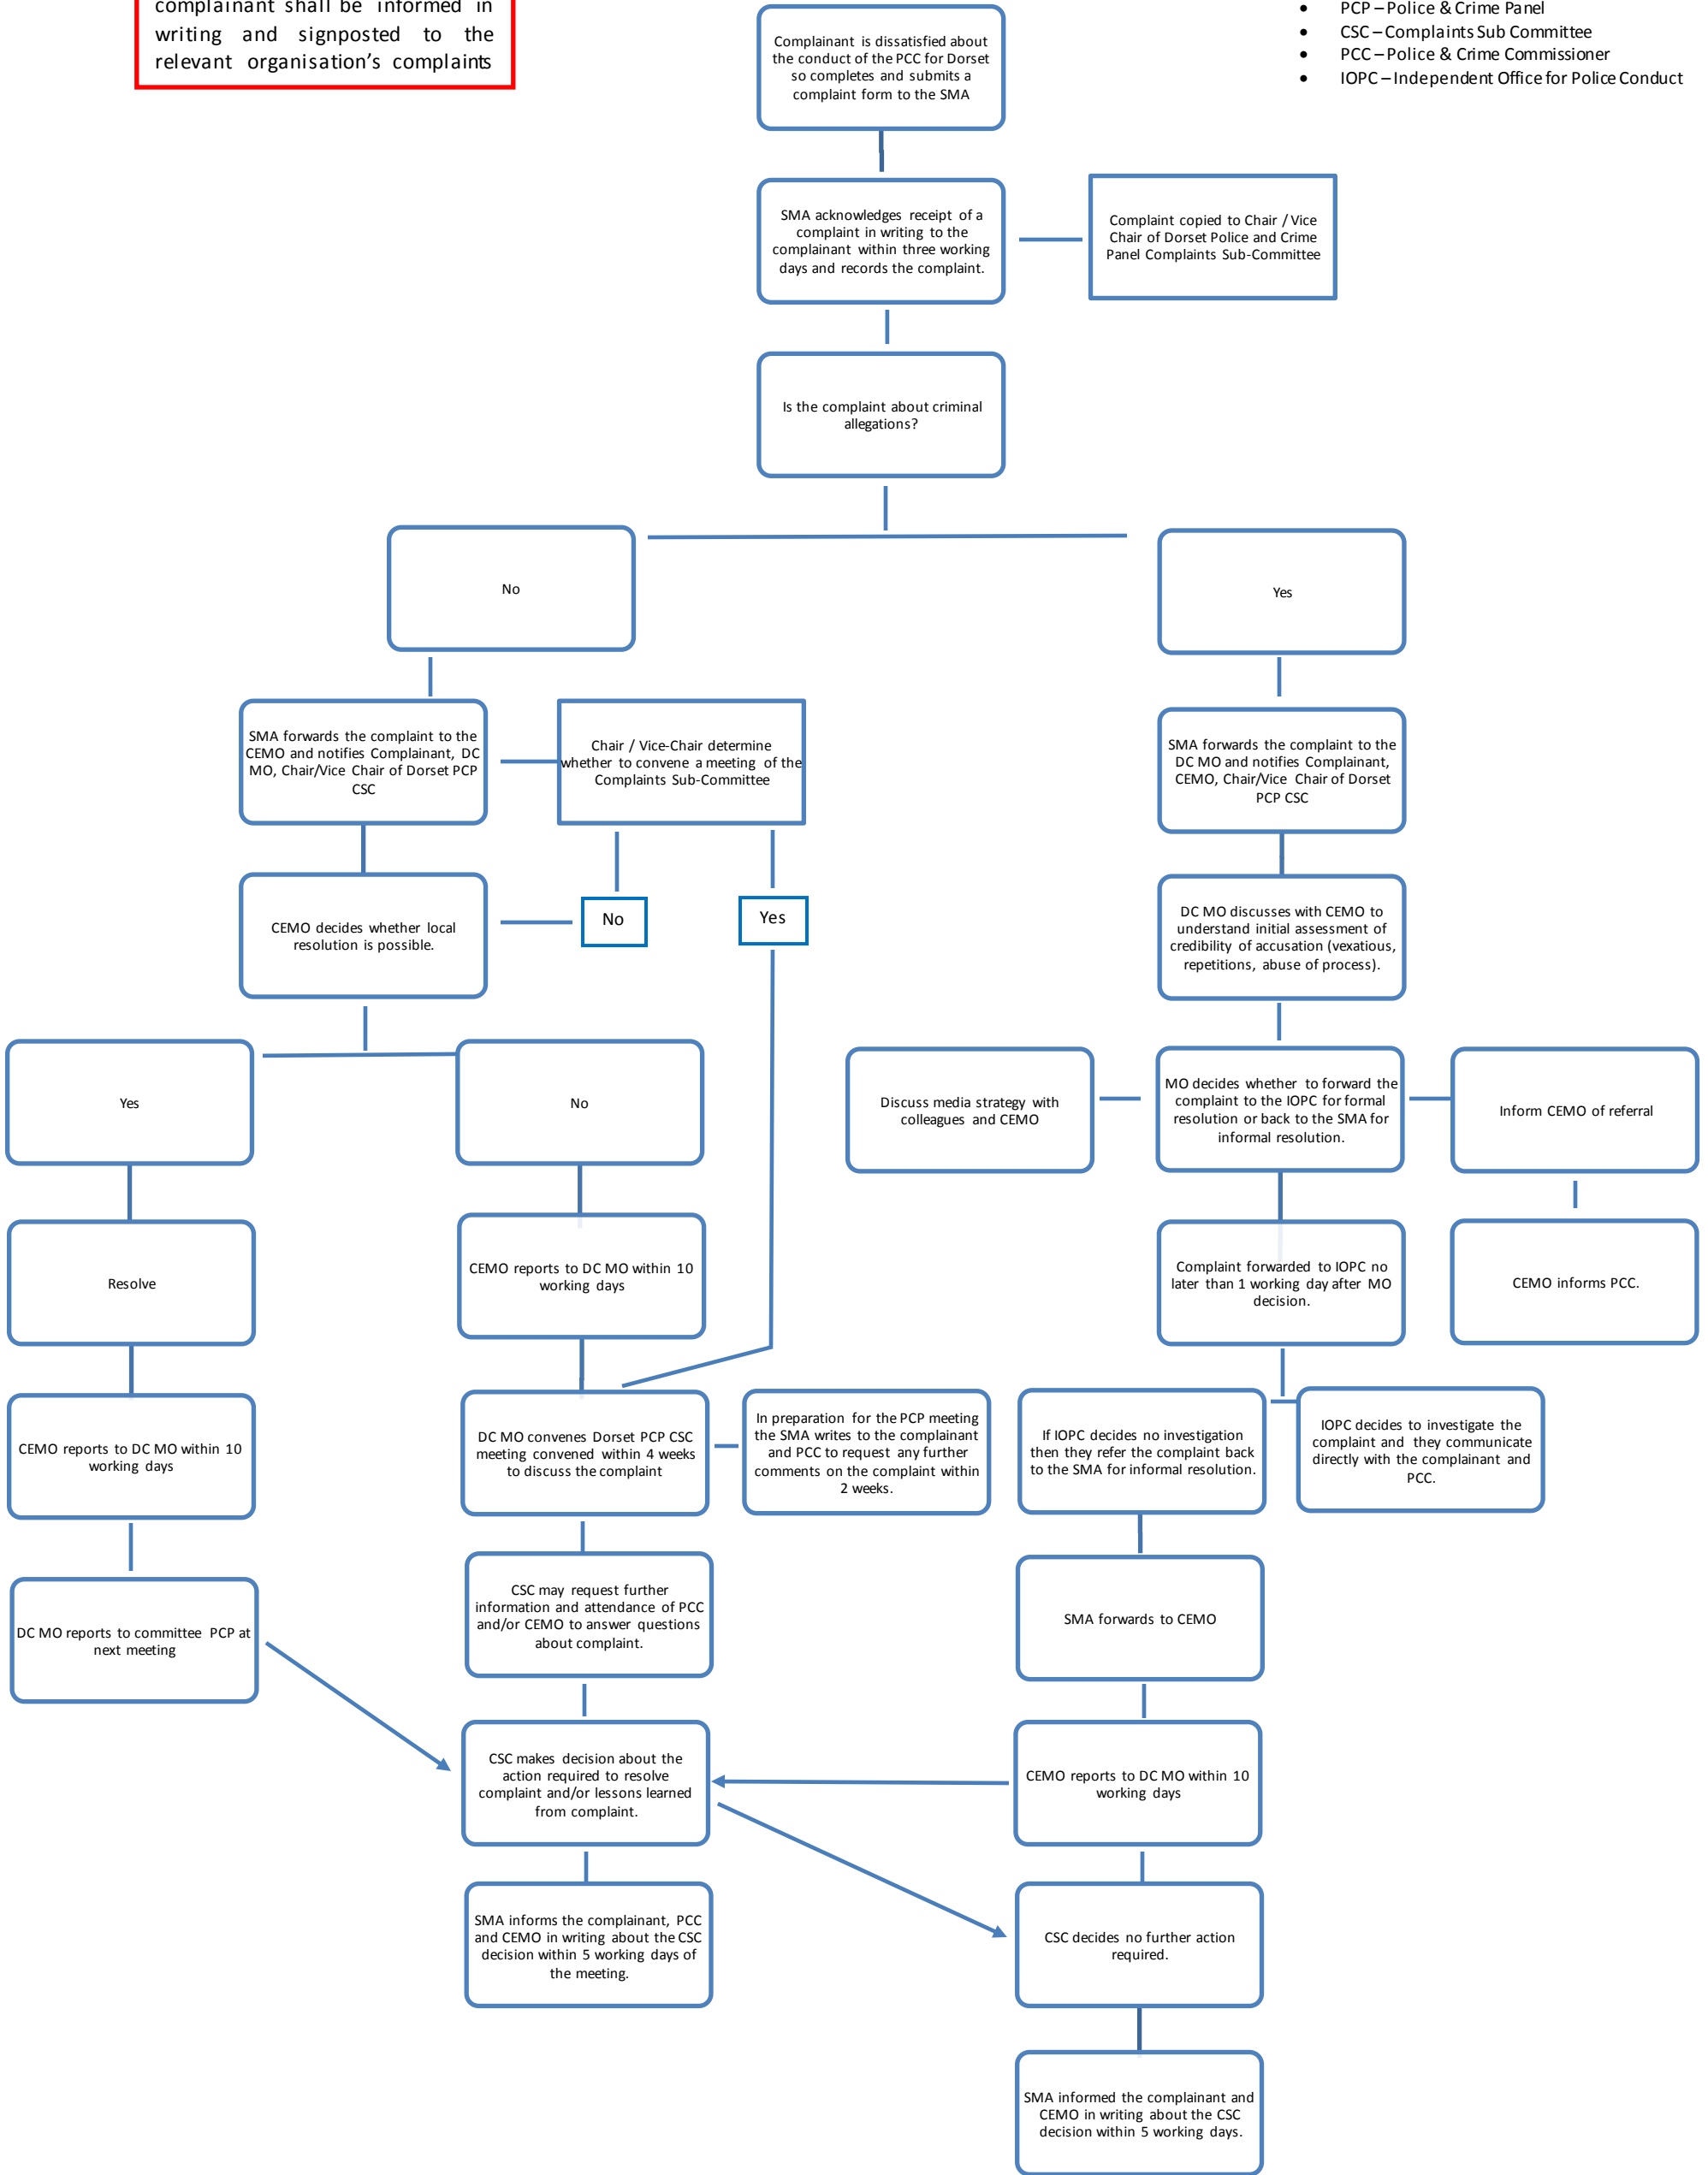 complainant shall be informed in
writing and signposted to the
relevant organisation's complaints
• PCP – Police & Crime Panel
• CSC – Complaints Sub Committee
• PCC – Police & Crime Commissioner
• IOPC – Independent Office for Police Conduct
Complainant is dissatisfied about
the conduct of the PCC for Dorset
so completes and submits a
complaint form to the SMA
SMA acknowledges receipt of a
complaint in writing to the
complainant within three working
days and records the complaint.
Complaint copied to Chair / Vice
Chair of Dorset Police and Crime
Panel Complaints Sub-Committee
Is the complaint about criminal
allegations?
No
Yes
SMA forwards the complaint to the
CEMO and notifies Complainant, DC
MO, Chair/Vice Chair of Dorset PCP
CSC
Chair / Vice-Chair determine
whether to convene a meeting of the
Complaints Sub-Committee
SMA forwards the complaint to the
DC MO and notifies Complainant,
CEMO, Chair/Vice Chair of Dorset
PCP CSC
CEMO decides whether local
resolution is possible.
No
Yes
DC MO discusses with CEMO to
understand initial assessment of
credibility of accusation (vexatious,
repetitions, abuse of process).
Yes
No
Discuss media strategy with
colleagues and CEMO
MO decides whether to forward the
complaint to the IOPC for formal
resolution or back to the SMA for
informal resolution.
Inform CEMO of referral
Resolve
CEMO reports to DC MO within 10
working days
Complaint forwarded to IOPC no
later than 1 working day after MO
decision.
CEMO informs PCC.
CEMO reports to DC MO within 10
working days
DC MO convenes Dorset PCP CSC
meeting convened within 4 weeks
to discuss the complaint
In preparation for the PCP meeting
the SMA writes to the complainant
and PCC to request any further
comments on the complaint within
2 weeks.
If IOPC decides no investigation
then they refer the complaint back
to the SMA for informal resolution.
IOPC decides to investigate the
complaint and they communicate
directly with the complainant and
PCC.
DC MO reports to committee PCP at
next meeting
CSC may request further
information and attendance of PCC
and/or CEMO to answer questions
about complaint.
SMA forwards to CEMO
CSC makes decision about the
action required to resolve
complaint and/or lessons learned
from complaint.
CEMO reports to DC MO within 10
working days
SMA informs the complainant, PCC
and CEMO in writing about the CSC
decision within 5 working days of
the meeting.
CSC decides no further action
required.
SMA informed the complainant and
CEMO in writing about the CSC
decision within 5 working days.